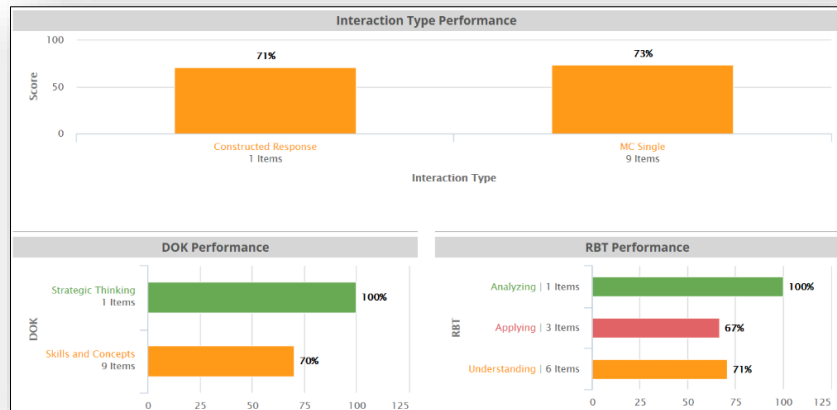 Interaction Type Performance
100
50
0
Score
71%
73%
Constructed Response
1 Items
MC Single
9 Items
Interaction Type
DOK Performance
DOK
Strategic Thinking
1 Items
100%
Skills and Concepts
9 Items
70%
0 25 50 75 100 125
RBT Performance
RBT
Analyzing | 1 Items
100%
Applying | 3 Items
67%
Understanding | 6 Items
71%
0 25 50 75 100 125